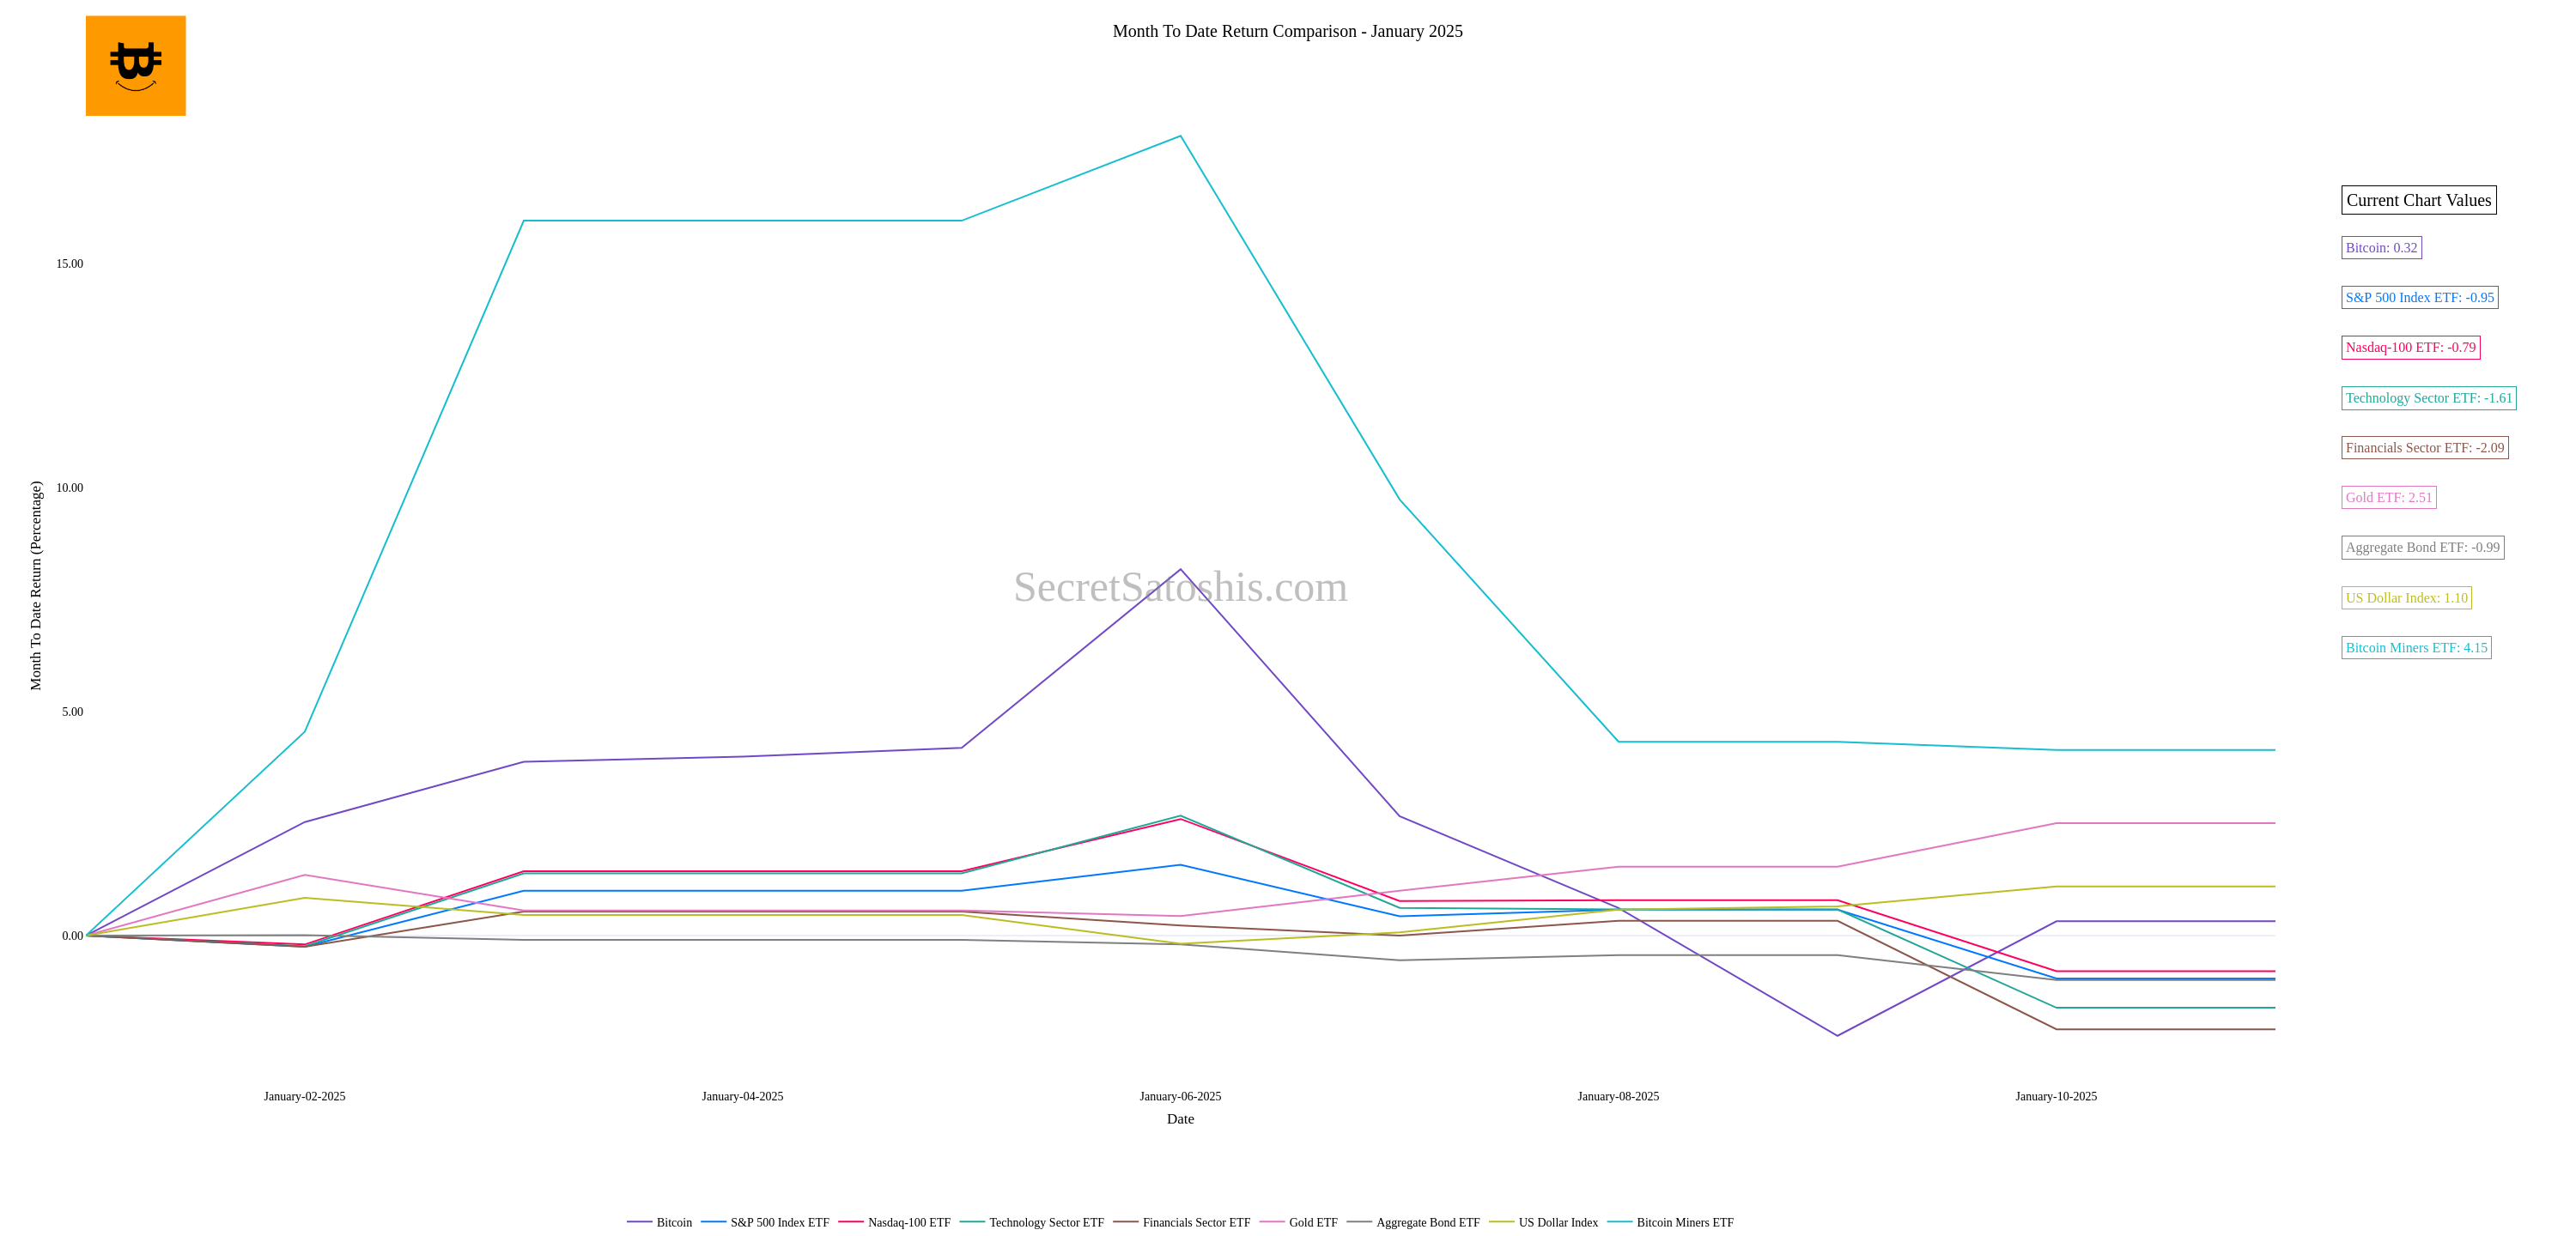 Month To Date Return Comparison - January 2025
Current Chart Values
Bitcoin: 0.32
S&P 500 Index ETF: -0.95
Nasdaq-100 ETF: -0.79
Technology Sector ETF: -1.61
Financials Sector ETF: -2.09
Gold ETF: 2.51
Aggregate Bond ETF: -0.99
US Dollar Index: 1.10
Bitcoin Miners ETF: 4.15
Month To Date Return (Percentage)
15.00
10.00
5.00
0.00
SecretSatoshis.com
January-02-2025
January-04-2025
January-06-2025
January-08-2025
January-10-2025
Date
Bitcoin
S&P 500 Index ETF
Nasdaq-100 ETF
Technology Sector ETF
Financials Sector ETF
Gold ETF
Aggregate Bond ETF
US Dollar Index
Bitcoin Miners ETF